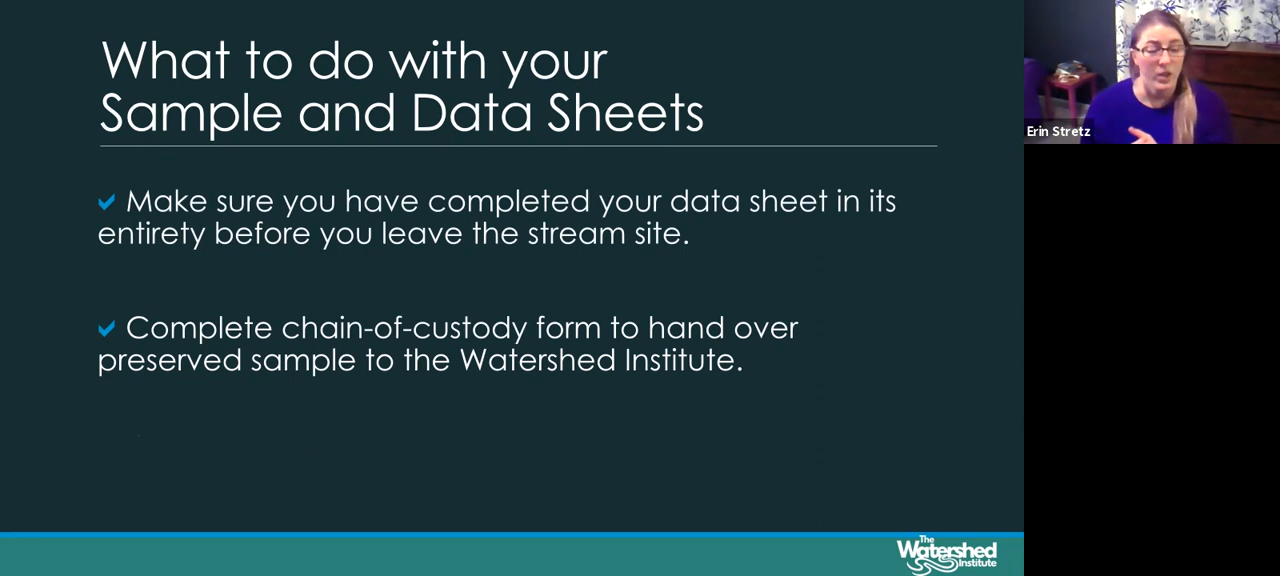 What to do with your
Sample and Data Sheets
Make sure you have completed your data sheet in its
entirety before you leave the stream site.
Complete chain-of-custody form to hand over
preserved sample to the Watershed Institute.
The
Watershed
Institute
Erin Stretz